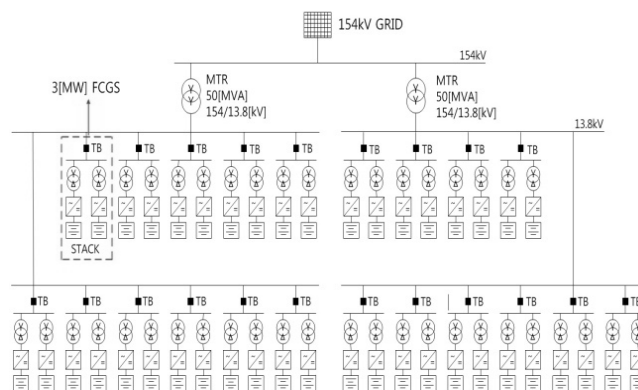 154kV GRID
154kV
MTR
50[MVA]
154/13.8[kV]
MTR
50[MVA]
154/13.8[kV]
3[MW] FCGS
13.8kV
TB TB TB TB TB TB TB TB TB
STACK
TB TB TB TB TB TB TB TB TB TB TB TB